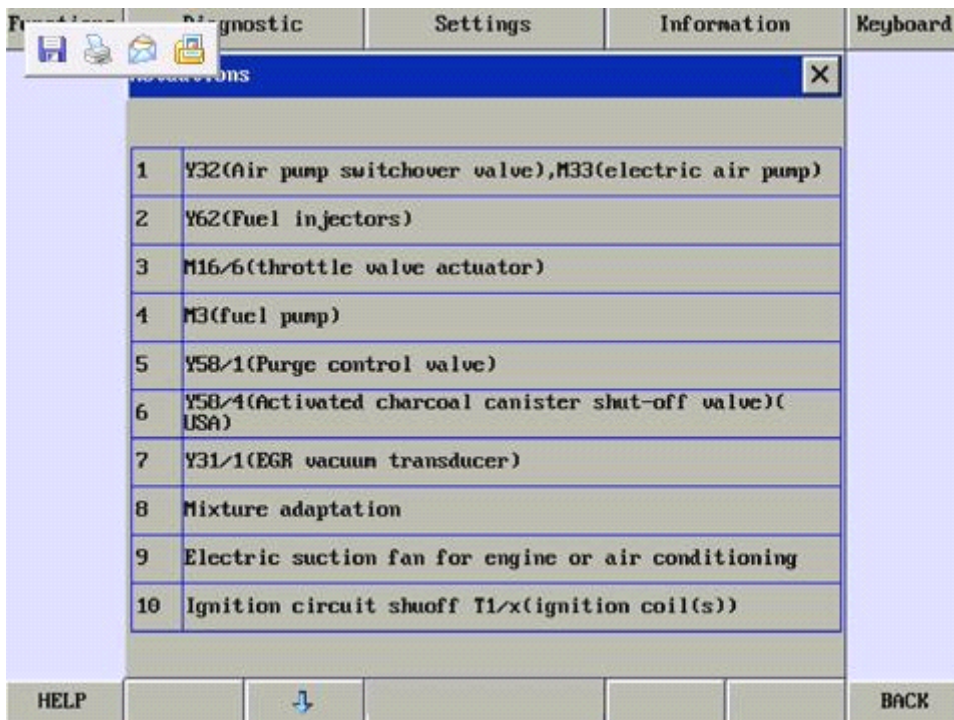 Diagnostic Settings Information Keyboard
1 Y32(Air pump switchover valve),M33(electric air pump)
2 Y62(Fuel injectors)
3 M16/6(throttle valve actuator)
4 M3(fuel pump)
5 Y58/1(Purge control valve)
6 Y58/4(Activated charcoal canister shut-off valve)(
USA)
7 Y31/1(EGR vacuum transducer)
8 Mixture adaptation
9 Electric suction fan for engine or air conditioning
10 Ignition circuit shuoff T1/x(ignition coil(s))
HELP BACK